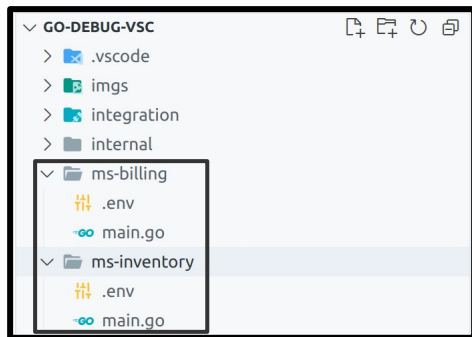 GO-DEBUG-VSC
.vscode
imgs
integration
internal
ms-billing
.env
main.go
ms-inventory
.env
main.go